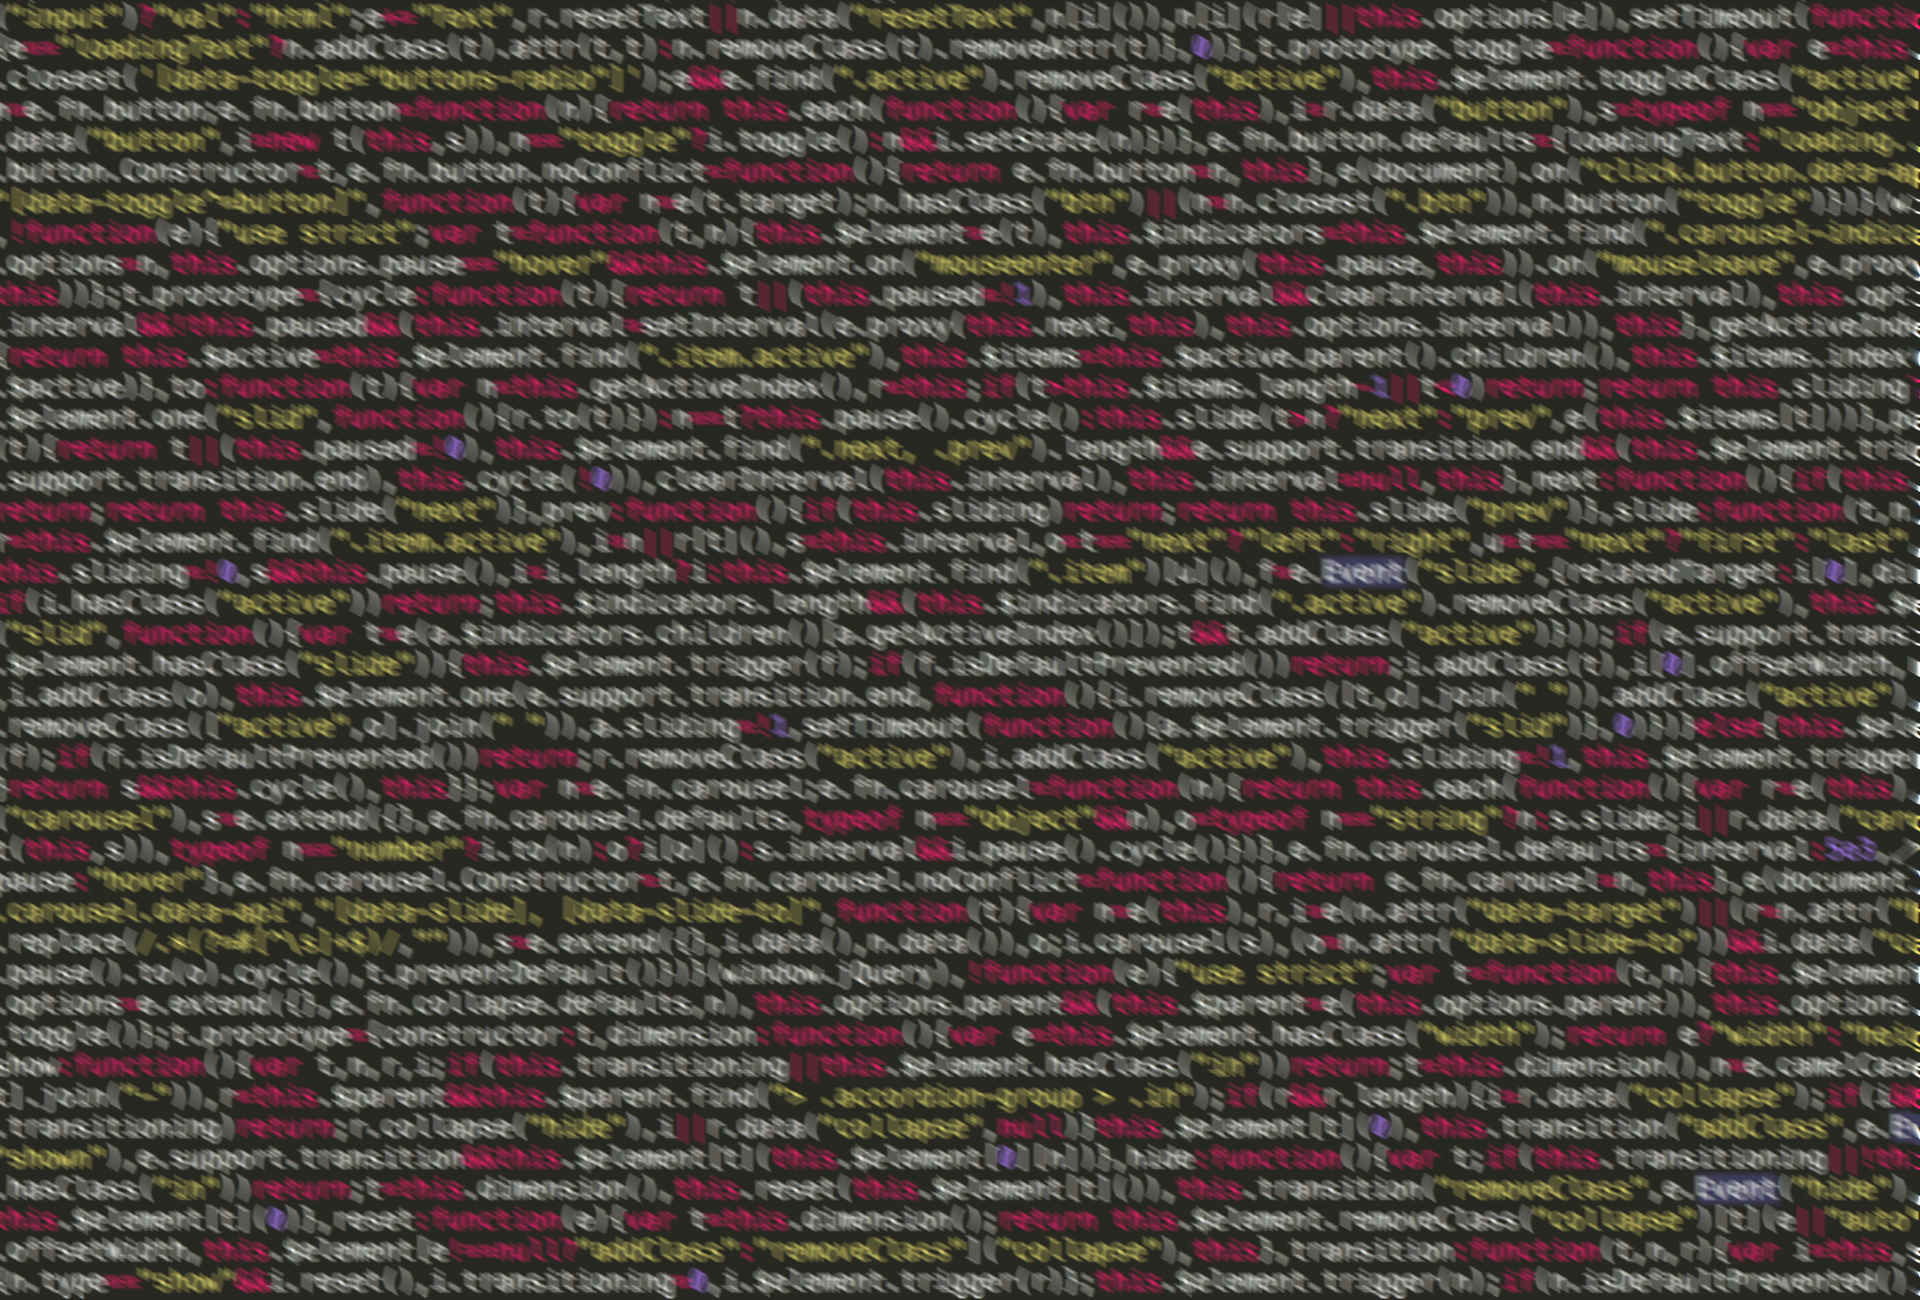 "input")?"val":"html";e+="Text",r.resetText||n.data("resetText",
"loadingText"?n.addClass(t).attr(t,t):n.removeClass(t).removeAttr(t)
closest('[data-toggle="buttons-radio"]');e&&e.find(".active").removeClass("active"),this.$element.toggleClass("active"
e.fn.button;e.fn.button=function(n){return this.each(function(){var r=e(this),i=r.data("button"),s=typeof n=="object"
data("button",i=new t(this,s)),n=="toggle"?i.toggle():n&&i.setState(n)})},e.fn.button.defaults={loadingText:"loading.
button.Constructor=t,e.fn.button.noConflict=function(){return e.fn.button=n,this},e(document).on("click.button.data-ap
[data-toggle^=button]",function(t){var n=e(t.target);n.hasClass("btn")||(n=n.closest(".btn")),n.button("toggle")})}(w
!function(e){"use strict";var t=function(t,n){this.$element=e(t),this.$indicators=this.$element.find(".carousel-indica
options=n,this.options.pause=="hover"&&this.$element.on("mouseenter",e.proxy(this.pause,this)).on("mouseleave",e.prox
this))};t.prototype={cycle:function(t){return t||(this.paused=!1),this.interval&&clearInterval(this.interval),this.opt
interval&&!this.paused&&(this.interval=setInterval(e.proxy(this.next,this),this.options.interval)),this},getActiveInde
return this.$active=this.$element.find(".item.active"),this.$items=this.$active.parent().children(),this.$items.index
$active)},to:function(t){var n=this.getActiveIndex(),r=this;if(t>this.$items.length-1||t<0)return;return this.sliding
$element.one("slid",function(){r.to(t)}):n==t?this.pause().cycle():this.slide(t>n?"next":"prev",e(this.$items[t]))},p
t){return t||(this.paused=!0),this.$element.find(".next, .prev").length&&e.support.transition.end&&(this.$element.tr
support.transition.end),this.cycle(!0)),clearInterval(this.interval),this.interval=null,this},next:function(){if(this
return;return this.slide("next")},prev:function(){if(this.sliding)return;return this.slide("prev")},slide:function(t,n
=this.$element.find(".item.active"),i=n||r[t](),s=this.interval,o=t=="next"?"left":"right",u=t=="next"?"first":"last"
this.sliding=!0,s&&this.pause(),i=i.length?i:this.$element.find(".item")[u](),f=e.Event("slide",{relatedTarget:i[0],di
if(i.hasClass("active"))return;this.$indicators.length&&(this.$indicators.find(".active").removeClass("active"),this.$e
"slid",function(){var t=e(a.$indicators.children()[a.getActiveIndex()]);t&&t.addClass("active")}));if(e.support.trans
$element.hasClass("slide")){this.$element.trigger(f);if(f.isDefaultPrevented())return;i.addClass(t),i[0].offsetWidth,
i.addClass(o),this.$element.one(e.support.transition.end,function(){i.removeClass([t,o].join(" ")).addClass("active")
removeClass(["active",o].join(" ")),a.sliding=!1,setTimeout(function(){a.$element.trigger("slid")},0)})}else{this.$ele
f);if(f.isDefaultPrevented())return;r.removeClass("active"),i.addClass("active"),this.sliding=!1,this.$element.trigge
return s&&this.cycle(),this}};var n=e.fn.carousel;e.fn.carousel=function(n){return this.each(function(){var r=e(this)
"carousel"),s=e.extend({},e.fn.carousel.defaults,typeof n=="object"&&n),o=typeof n=="string"?n:s.slide;i||r.data("car
(this,s)),typeof n=="number"?i.to(n):o?i[o]():s.interval&&i.pause().cycle()})},e.fn.carousel.defaults={interval:5e3
ause:"hover"},e.fn.carousel.Constructor=t,e.fn.carousel.noConflict=function(){return e.fn.carousel=n,this},e(document
carousel.data-api","[data-slide], [data-slide-to]",function(t){var n=e(this),r,i=e(n.attr("data-target")||(r=n.attr("
replace(/.*(?=#[^\s]+$)/,"")),s=e.extend({},i.data(),n.data()),o;i.carousel(s),(o=n.attr("data-slide-to"))&&i.data("c
pause().to(o).cycle(),t.preventDefault()})}(window.jQuery),!function(e){"use strict";var t=function(t,n){this.$elemen
options=e.extend({},e.fn.collapse.defaults,n),this.options.parent&&(this.$parent=e(this.options.parent)),this.options
toggle()};t.prototype={constructor:t,dimension:function(){var e=this.$element.hasClass("width");return e?"width":"heig
how:function(){var t,n,r,i;if(this.transitioning||this.$element.hasClass("in"))return;t=this.dimension(),n=e.camelCas
t].join("-")),r=this.$parent&&this.$parent.find("> .accordion-group > .in");if(r&&r.length){i=r.data("collapse");if(i&&
transitioning)return;r.collapse("hide"),i||r.data("collapse",null)}this.$element[t](0),this.transition("addClass",e.Ev
"shown"),e.support.transition&&this.$element[t](this.$element[0][n])},hide:function(){var t;if(this.transitioning||!th
hasClass("in"))return;t=this.dimension(),this.reset(this.$element[t]()),this.transition("removeClass",e.Event("hide")
this.$element[t](0)},reset:function(e){var t=this.dimension();return this.$element.removeClass("collapse")[t](e||"auto
offsetWidth,this.$element[e!==null?"addClass":"removeClass"]("collapse"),this},transition:function(t,n,r){var i=this,
n.type=="show"&&i.reset(),i.transitioning=0,i.$element.trigger(r)};this.$element.trigger(n);if(n.isDefaultPrevented()